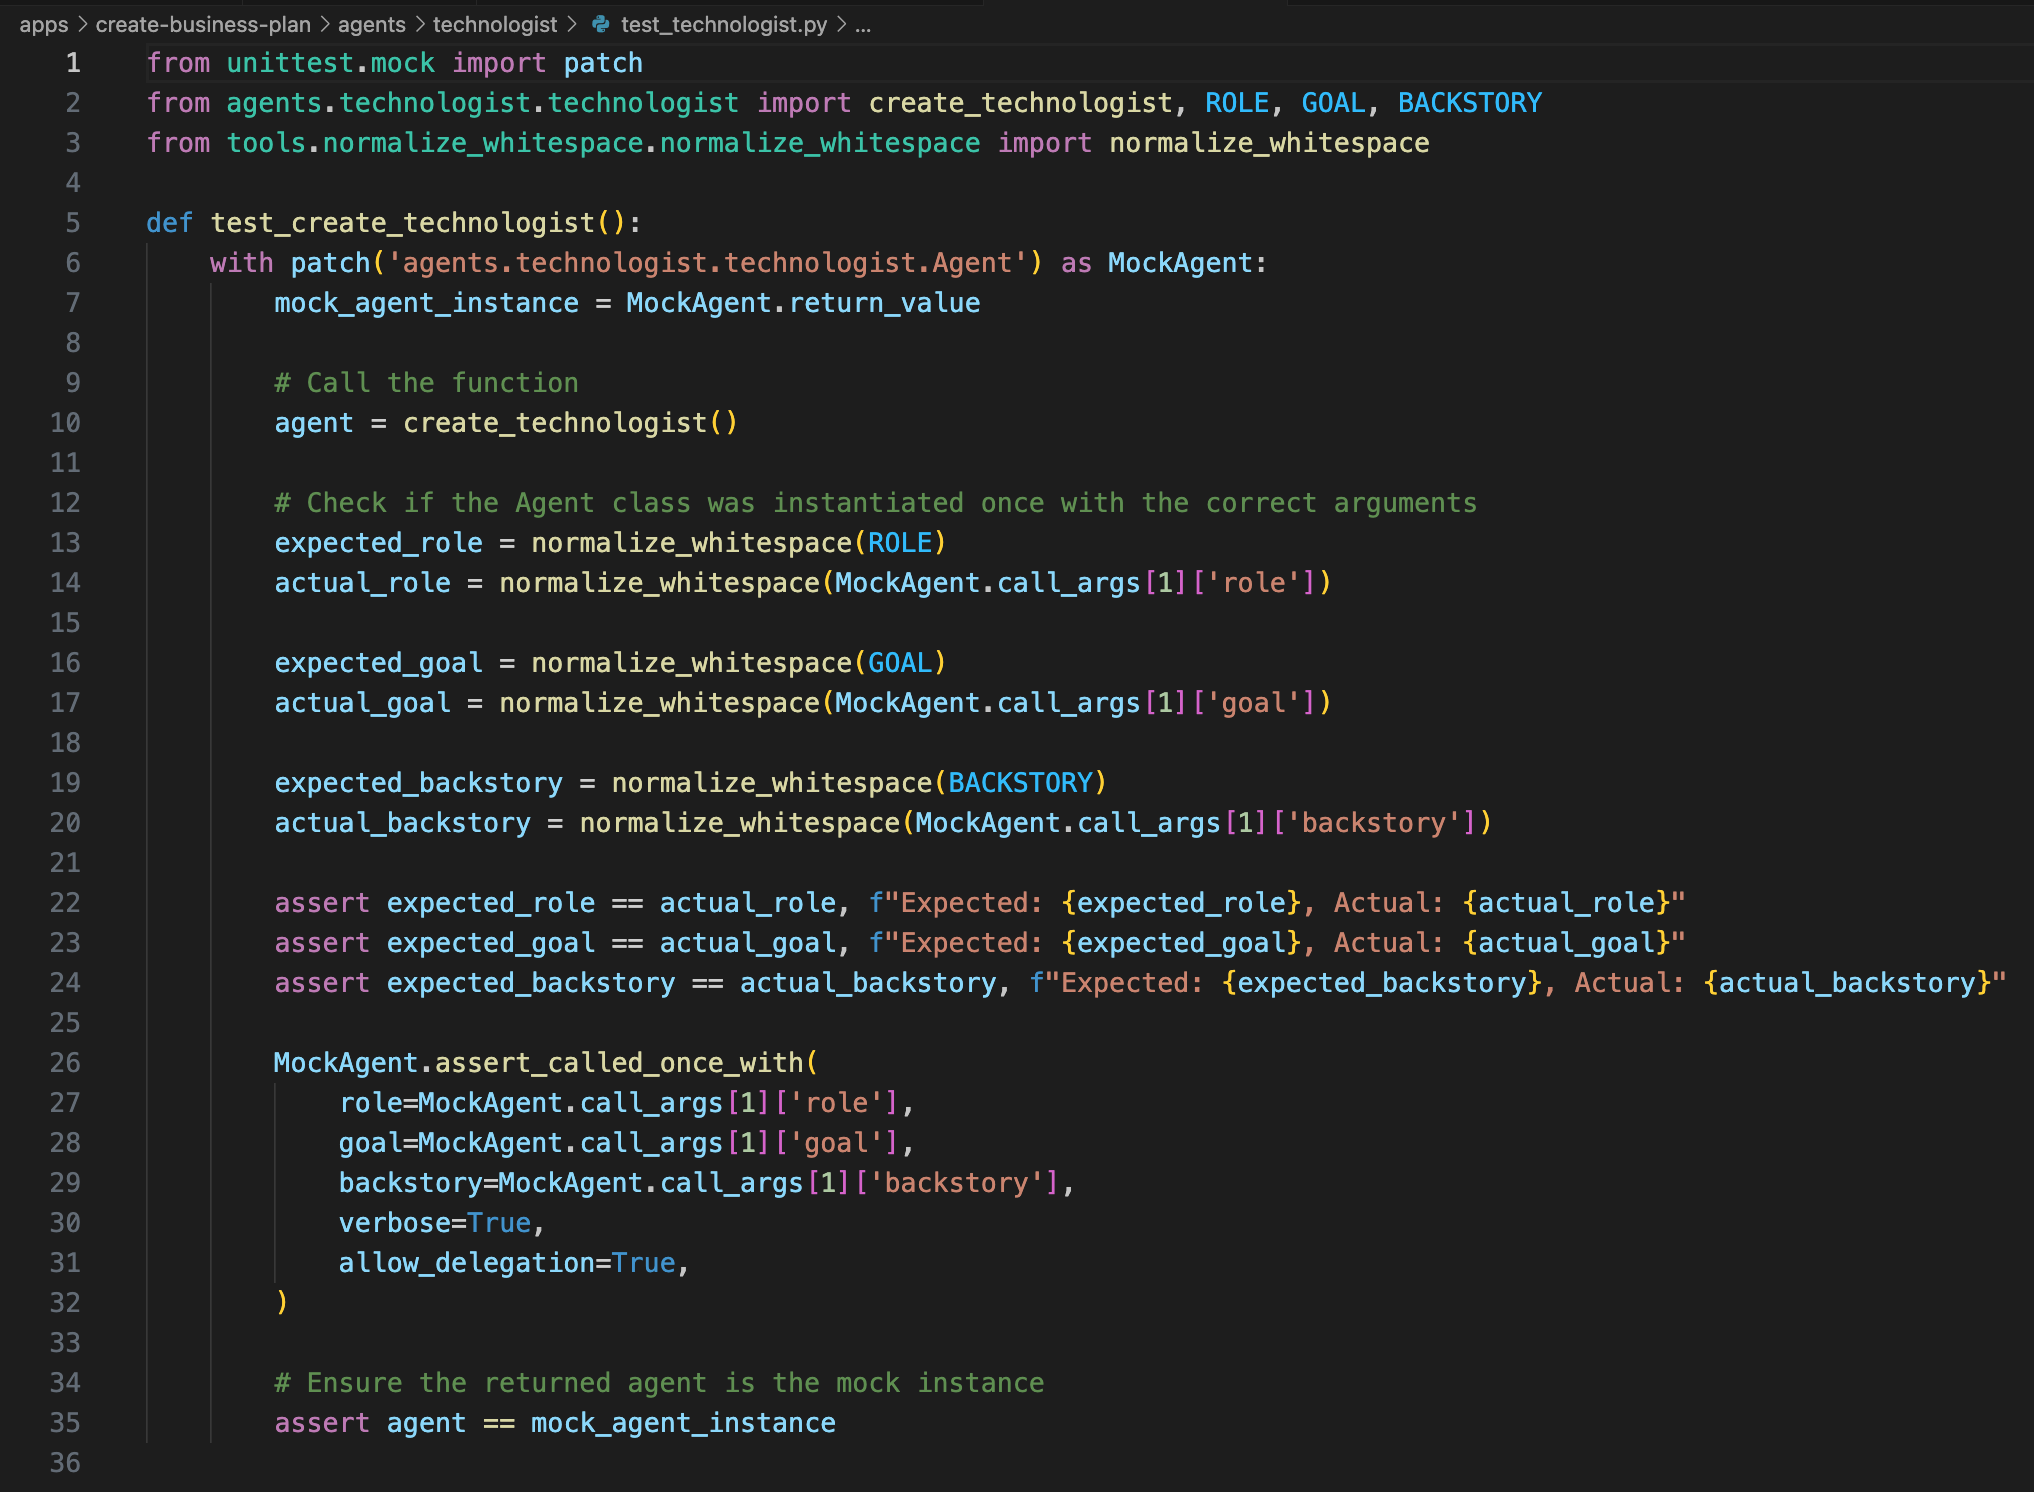 apps > create-business-plan > agents > technologist > test_technologist.py > ...
1 from unittest.mock import patch
2 from agents.technologist.technologist import create_technologist, ROLE, GOAL, BACKSTORY
3 from tools.normalize_whitespace.normalize_whitespace import normalize_whitespace
4
5 def test_create_technologist():
6     with patch('agents.technologist.technologist.Agent') as MockAgent:
7         mock_agent_instance = MockAgent.return_value
8
9         # Call the function
10         agent = create_technologist()
11
12         # Check if the Agent class was instantiated once with the correct arguments
13         expected_role = normalize_whitespace(ROLE)
14         actual_role = normalize_whitespace(MockAgent.call_args[1]['role'])
15
16         expected_goal = normalize_whitespace(GOAL)
17         actual_goal = normalize_whitespace(MockAgent.call_args[1]['goal'])
18
19         expected_backstory = normalize_whitespace(BACKSTORY)
20         actual_backstory = normalize_whitespace(MockAgent.call_args[1]['backstory'])
21
22         assert expected_role == actual_role, f"Expected: {expected_role}, Actual: {actual_role}"
23         assert expected_goal == actual_goal, f"Expected: {expected_goal}, Actual: {actual_goal}"
24         assert expected_backstory == actual_backstory, f"Expected: {expected_backstory}, Actual: {actual_backstory}"
25
26         MockAgent.assert_called_once_with(
27             role=MockAgent.call_args[1]['role'],
28             goal=MockAgent.call_args[1]['goal'],
29             backstory=MockAgent.call_args[1]['backstory'],
30             verbose=True,
31             allow_delegation=True,
32         )
33
34         # Ensure the returned agent is the mock instance
35         assert agent == mock_agent_instance
36